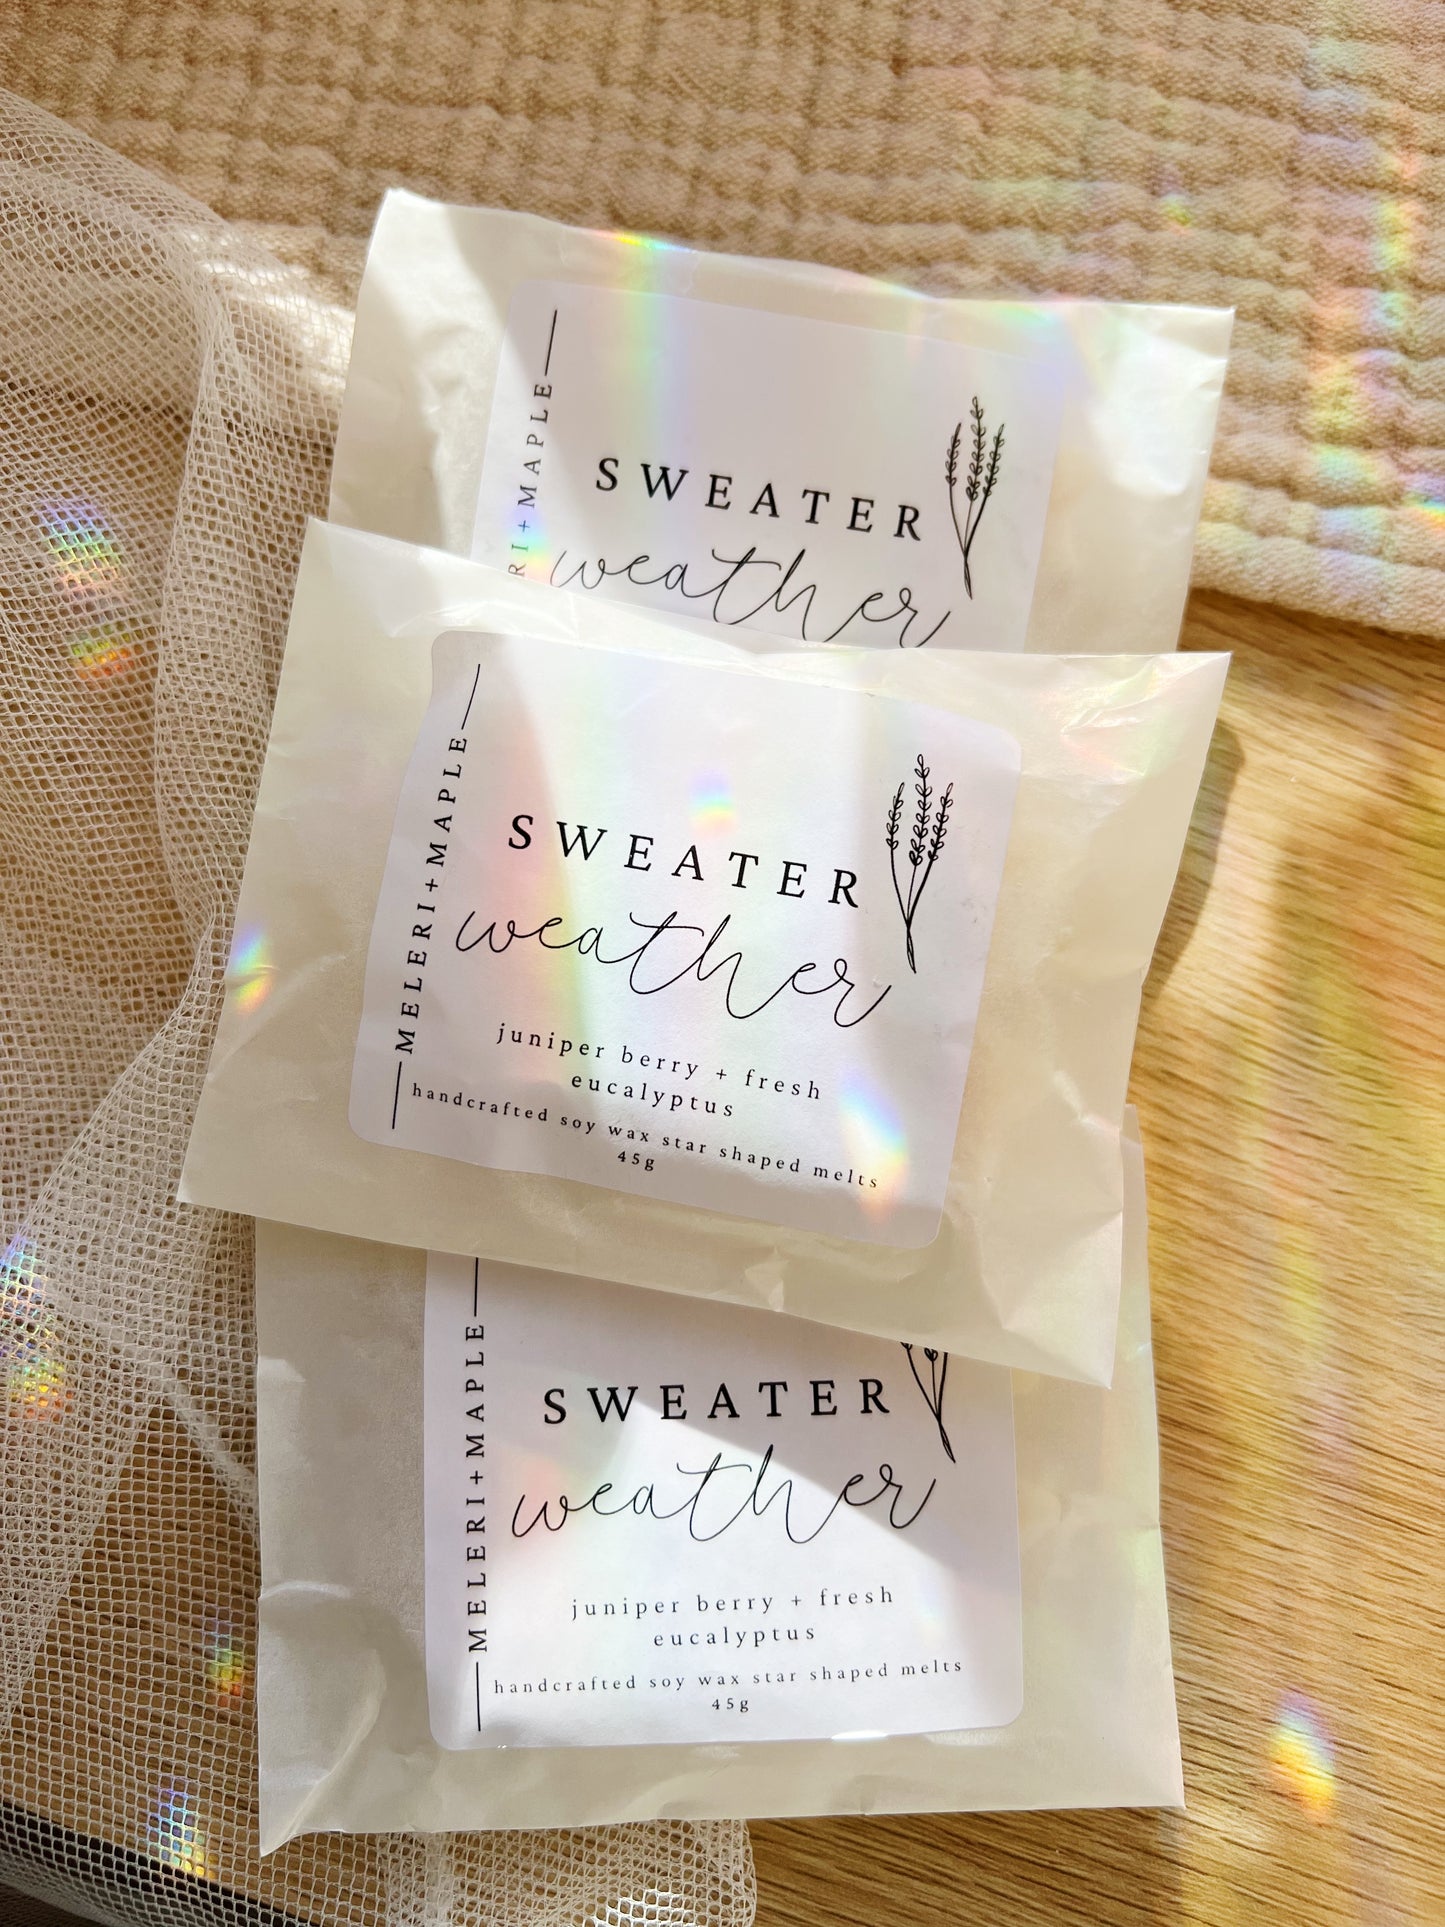 MELERI+MAPLE
SWEATER
weather
MELERI+MAPLE
SWEATER
weather
juniper berry + fresh
eucalyptus
handcrafted soy wax star shaped melts
45g
MELERI+MAPLE
SWEATER
weather
juniper berry + fresh
eucalyptus
handcrafted soy wax star shaped melts
45g